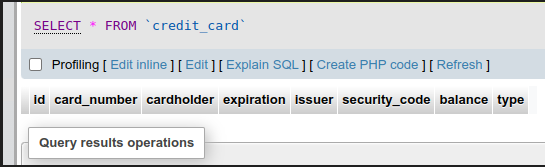 SELECT * FROM `credit_card`
Profiling [ Edit inline ] [ Edit ] [ Explain SQL ] [ Create PHP code ] [ Refresh ]
id card_number cardholder expiration issuer security_code balance type
Query results operations